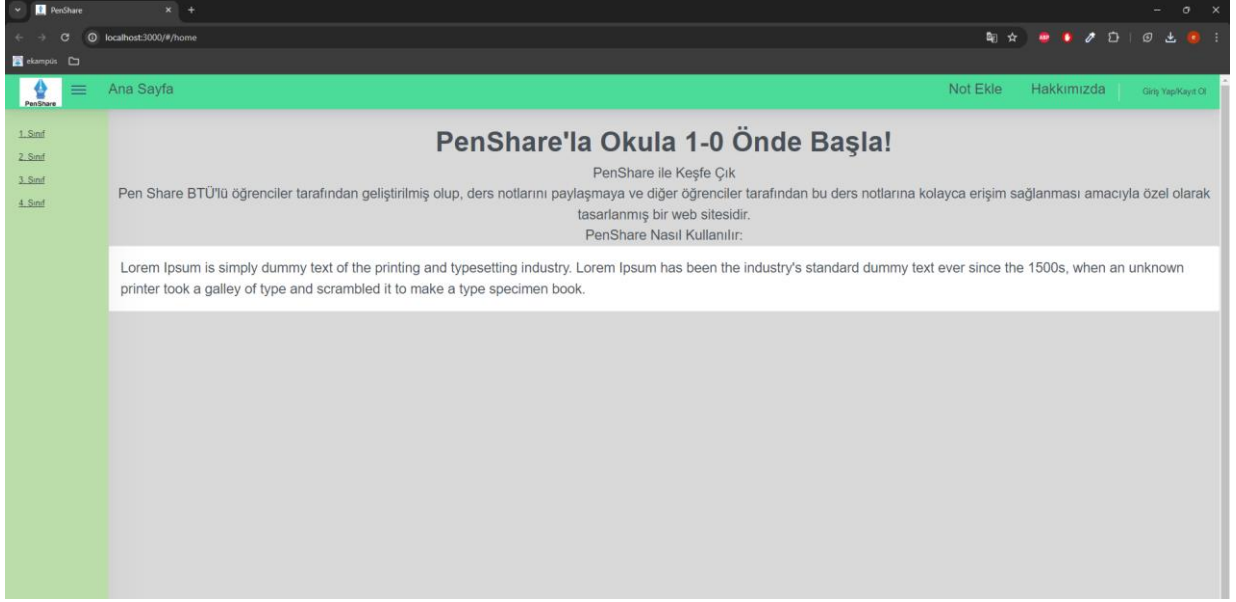 PenShare
localhost:3000/#/home
ekampüs
PenShare
Ana Sayfa
Not Ekle
Hakkımızda
Giriş Yap/Kayıt Ol
1. Sınıf
2. Sınıf
3. Sınıf
4. Sınıf
PenShare'la Okula 1-0 Önde Başla!
PenShare ile Keşfe Çık
Pen Share BTÜ'lü öğrenciler tarafından geliştirilmiş olup, ders notlarını paylaşmaya ve diğer öğrenciler tarafından bu ders notlarına kolayca erişim sağlanması amacıyla özel olarak
tasarlanmış bir web sitesidir.
PenShare Nasıl Kullanılır:
Lorem Ipsum is simply dummy text of the printing and typesetting industry. Lorem Ipsum has been the industry's standard dummy text ever since the 1500s, when an unknown
printer took a galley of type and scrambled it to make a type specimen book.